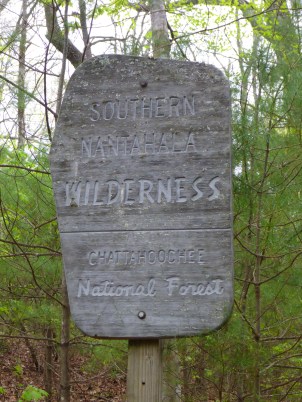 SOUTHERN
NANTAHALA
WILDERNESS
CHATTAHOOCHEE
National Forest